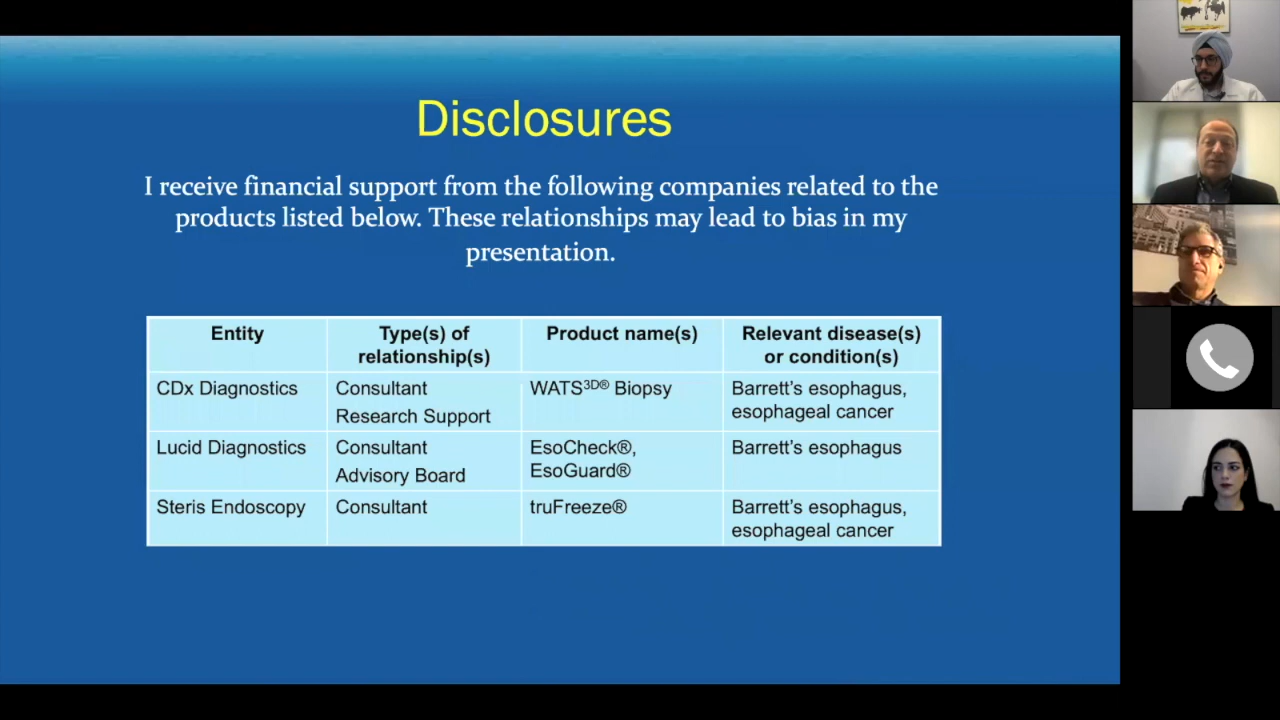 Disclosures
I receive financial support from the following companies related to the
products listed below. These relationships may lead to bias in my
presentation.
Entity
Type(s) of
relationship(s)
Product name(s)
Relevant disease(s)
or condition(s)
CDx Diagnostics
Consultant
Research Support
WATS3D® Biopsy
Barrett’s esophagus,
esophageal cancer
Lucid Diagnostics
Consultant
Advisory Board
EsoCheck®,
EsoGuard®
Barrett’s esophagus
Steris Endoscopy
Consultant
truFreeze®
Barrett’s esophagus,
esophageal cancer